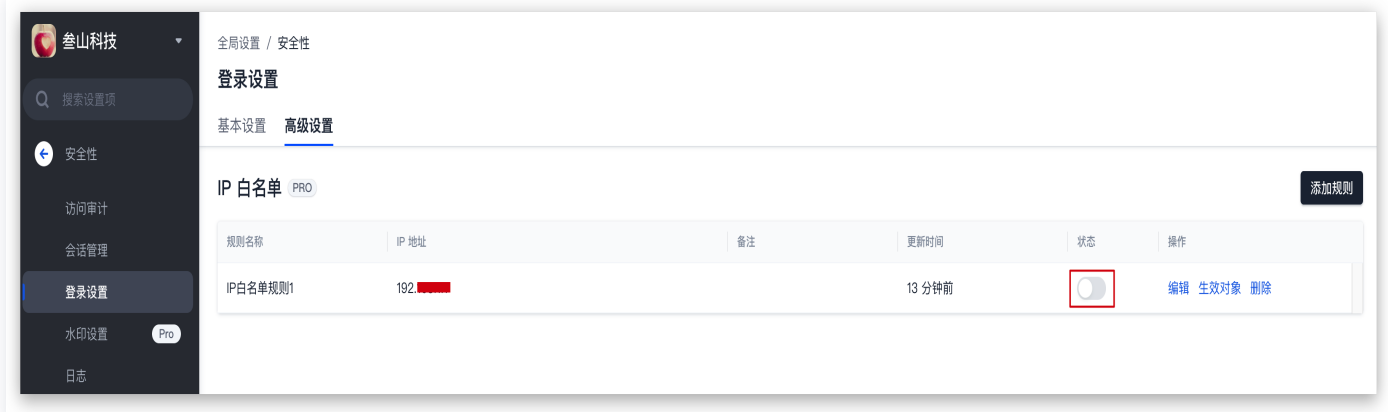 叁山科技
搜索设置项
安全性
访问审计
会话管理
登录设置
水印设置 Pro
日志
全局设置 / 安全性
登录设置
基本设置 高级设置
IP 白名单 PRO
添加规则
规则名称 IP 地址 备注 更新时间 状态 操作
IP白名单规则1 192. 13 分钟前 编辑 生效对象 删除